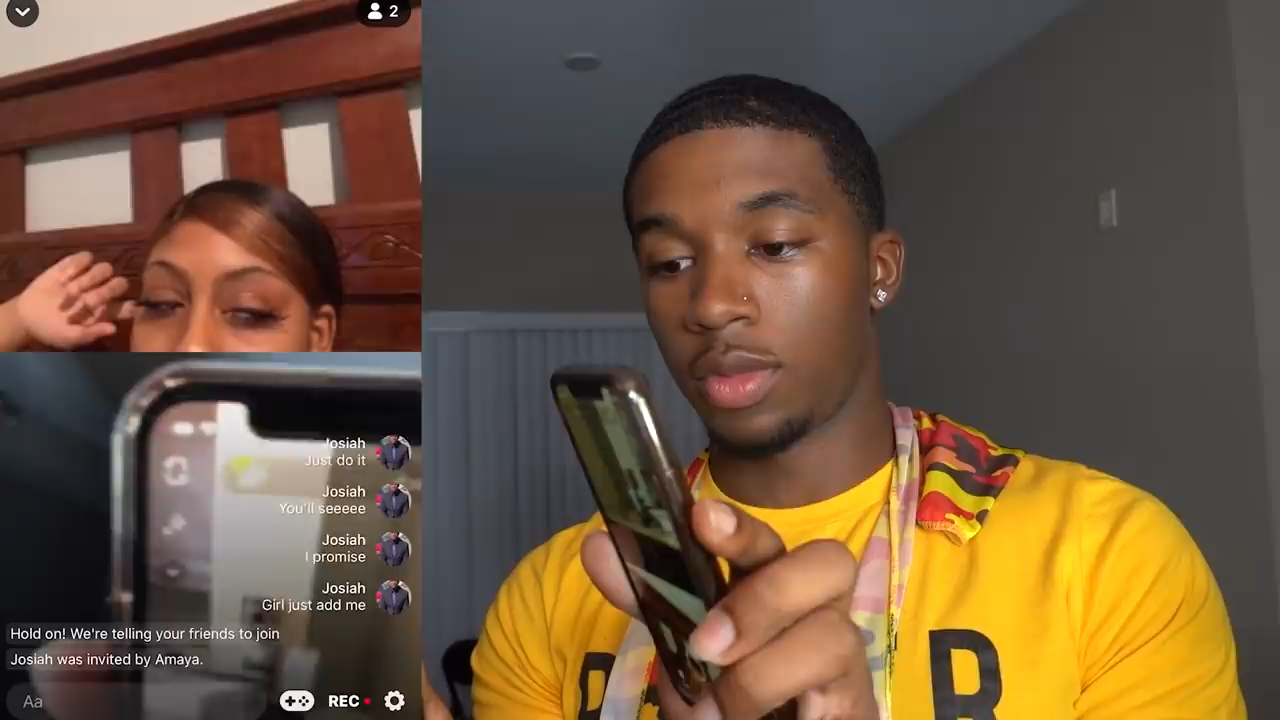 2
Josiah
Just do it
Josiah
You'll seeeee
Josiah
I promise
Josiah
Girl just add me
Hold on! We're telling your friends to join
Josiah was invited by Amaya.
Aa
REC
R